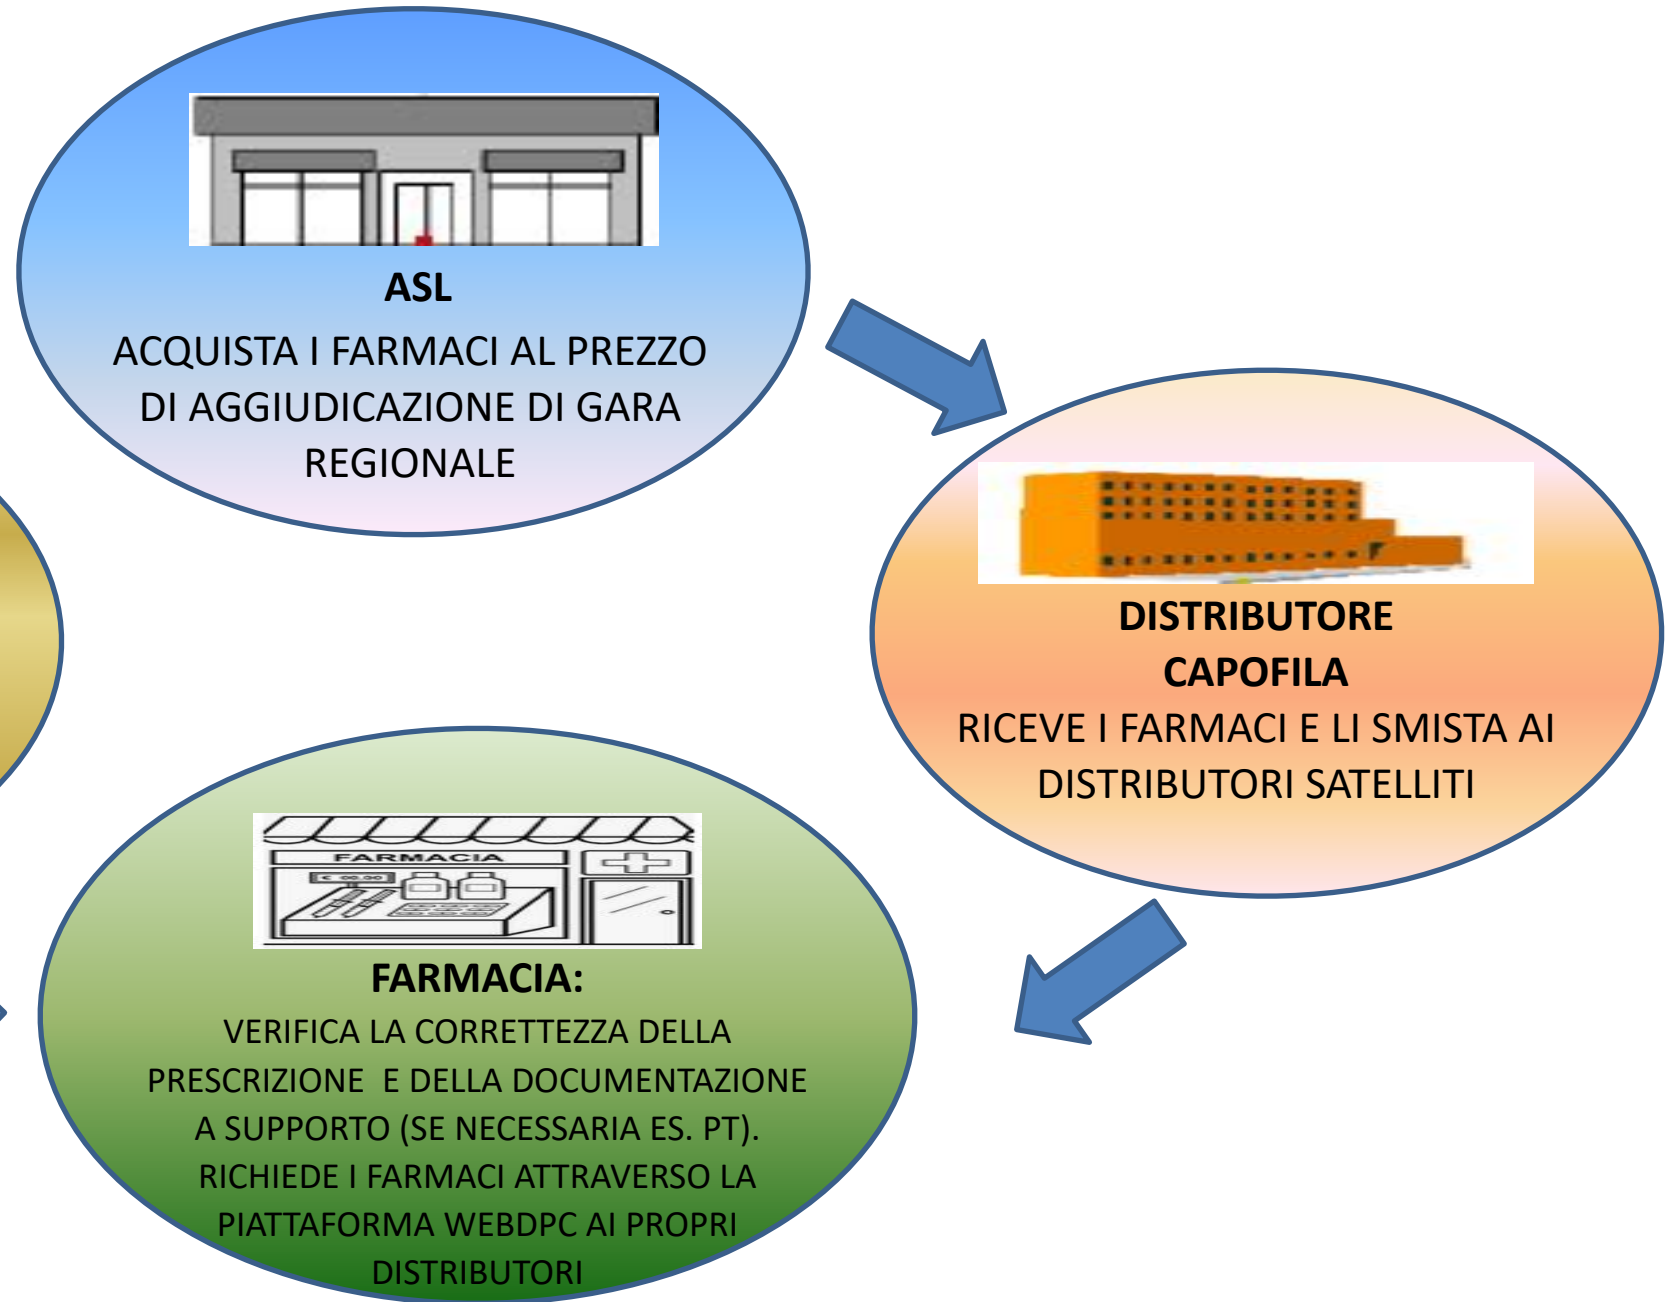 ASL
ACQUISTA I FARMACI AL PREZZO
DI AGGIUDICAZIONE DI GARA
REGIONALE
DISTRIBUTORE
CAPOFILA
RICEVE I FARMACI E LI SMISTA AI
DISTRIBUTORI SATELLITI
FARMACIA
€ 00.00
FARMACIA:
VERIFICA LA CORRETTEZZA DELLA
PRESCRIZIONE E DELLA DOCUMENTAZIONE
A SUPPORTO (SE NECESSARIA ES. PT).
RICHIEDE I FARMACI ATTRAVERSO LA
PIATTAFORMA WEBDPC AI PROPRI
DISTRIBUTORI